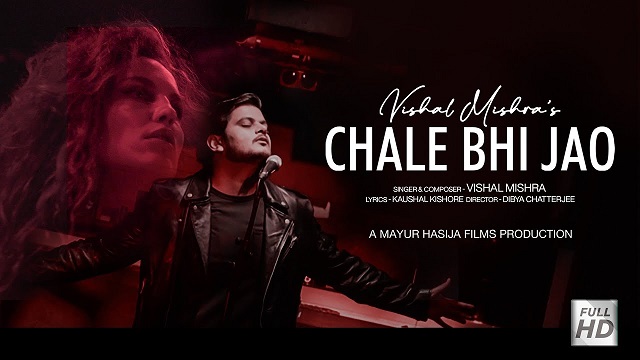 Vishal Mishra's
CHALE BHI JAO
SINGER & COMPOSER - VISHAL MISHRA
LYRICS - KAUSHAL KISHORE DIRECTOR - DIBYA CHATTERJEE
A MAYUR HASIJA FILMS PRODUCTION
FULL
HD